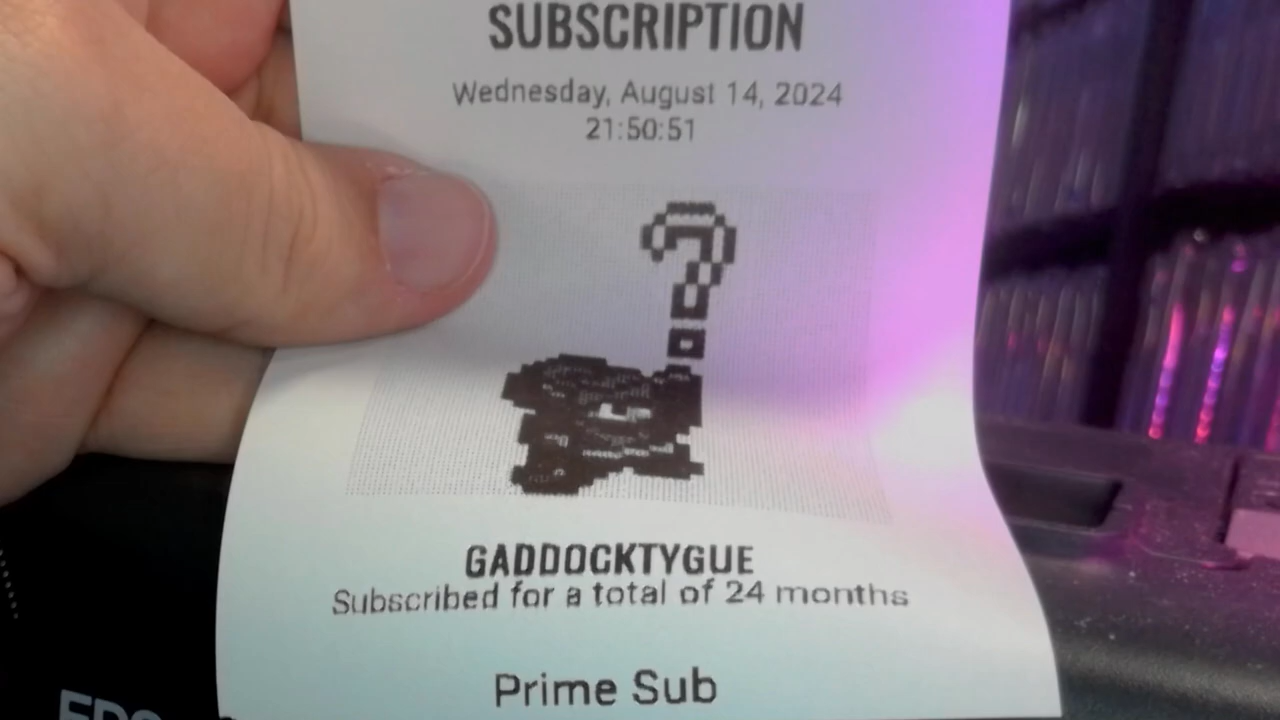 SUBSCRIPTION
Wednesday, August 14, 2024
21:50:51
?
GADDOCKTYGUE
Subscribed for a total of 24 months
Prime Sub